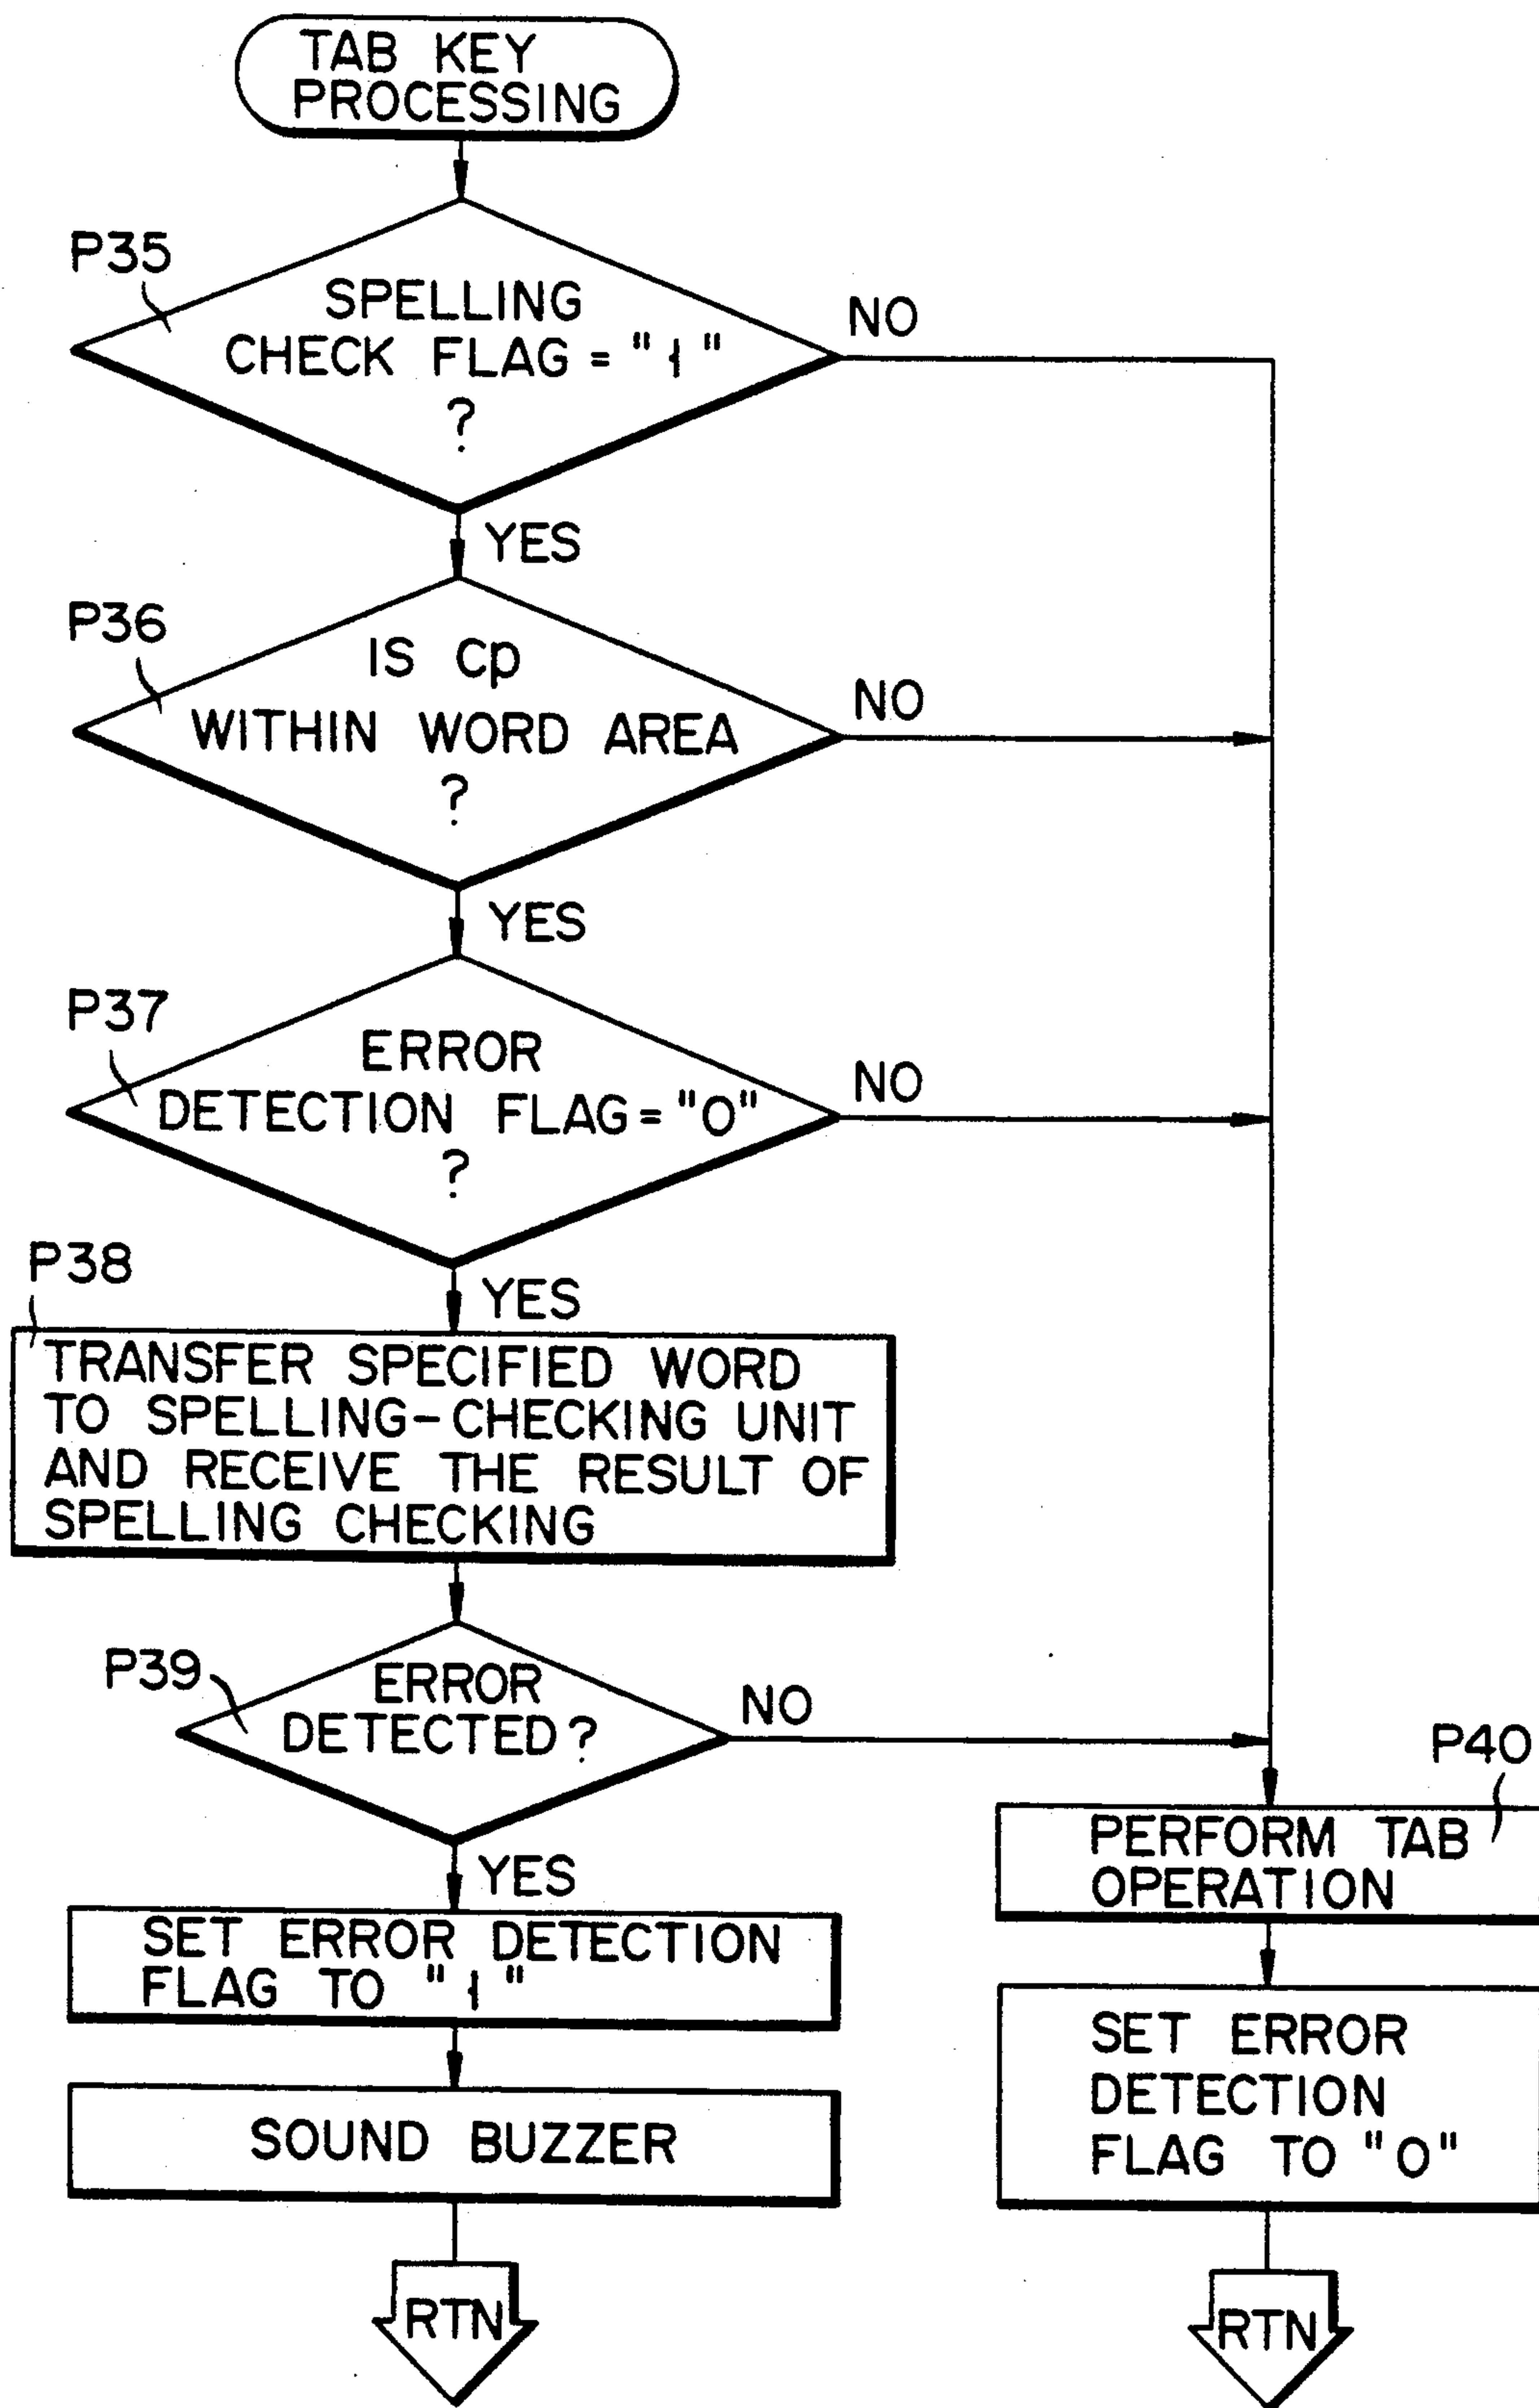 TAB KEY
PROCESSING
P35
SPELLING
CHECK FLAG = "1"
?
NO
YES
P36
IS Cp
WITHIN WORD AREA
?
NO
YES
P37
ERROR
DETECTION FLAG = "0"
?
NO
YES
P38
TRANSFER SPECIFIED WORD
TO SPELLING-CHECKING UNIT
AND RECEIVE THE RESULT OF
SPELLING CHECKING
P39
ERROR
DETECTED?
NO
YES
P40
PERFORM TAB
OPERATION
SET ERROR DETECTION
FLAG TO "1"
SET ERROR
DETECTION
FLAG TO "0"
SOUND BUZZER
RTN
RTN